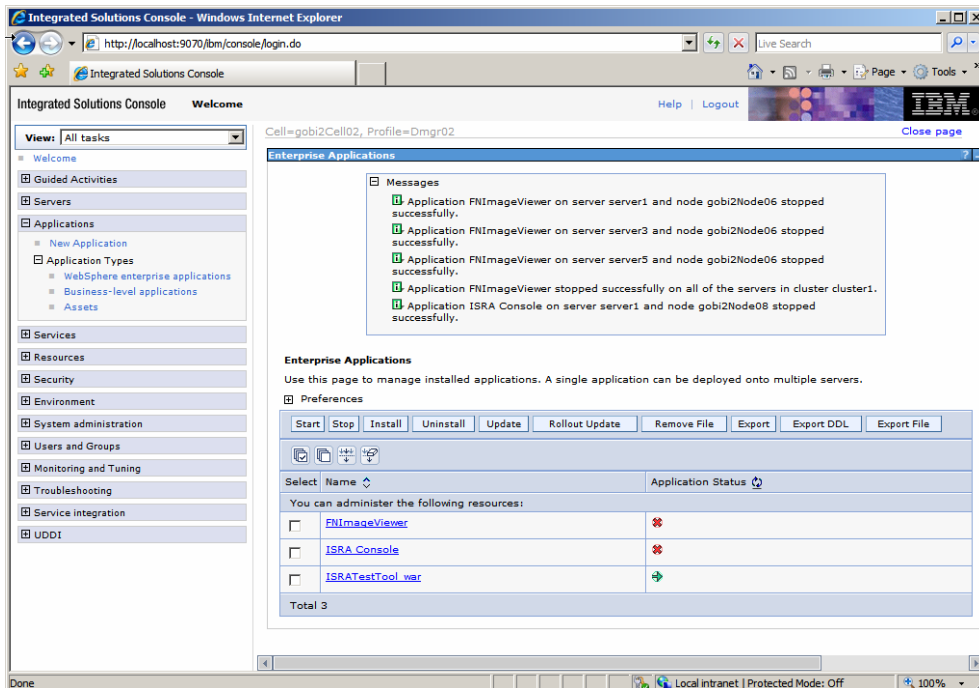 Integrated Solutions Console - Windows Internet Explorer
http://localhost:9070/ibm/console/login.do
Live Search
Integrated Solutions Console
Page
Tools
Integrated Solutions Console Welcome
Help | Logout
IBM.
View: All tasks
Cell=gobi2Cell02, Profile=Dmgr02
Close page
Welcome
Guided Activities
Servers
Applications
New Application
Application Types
WebSphere enterprise applications
Business-level applications
Assets
Services
Resources
Security
Environment
System administration
Users and Groups
Monitoring and Tuning
Troubleshooting
Service integration
UDDI
Enterprise Applications
?
Messages
Application FNImageViewer on server server1 and node gobi2Node06 stopped
successfully.
Application FNImageViewer on server server3 and node gobi2Node06 stopped
successfully.
Application FNImageViewer on server server5 and node gobi2Node06 stopped
successfully.
Application FNImageViewer stopped successfully on all of the servers in cluster cluster1.
Application ISRA Console on server server1 and node gobi2Node08 stopped
successfully.
Enterprise Applications
Use this page to manage installed applications. A single application can be deployed onto multiple servers.
Preferences
Start Stop Install Uninstall Update Rollout Update Remove File Export Export DDL Export File
Select Name Application Status
You can administer the following resources:
FNImageViewer
ISRA Console
ISRATestTool_war
Total 3
Done
Local intranet | Protected Mode: Off
100%